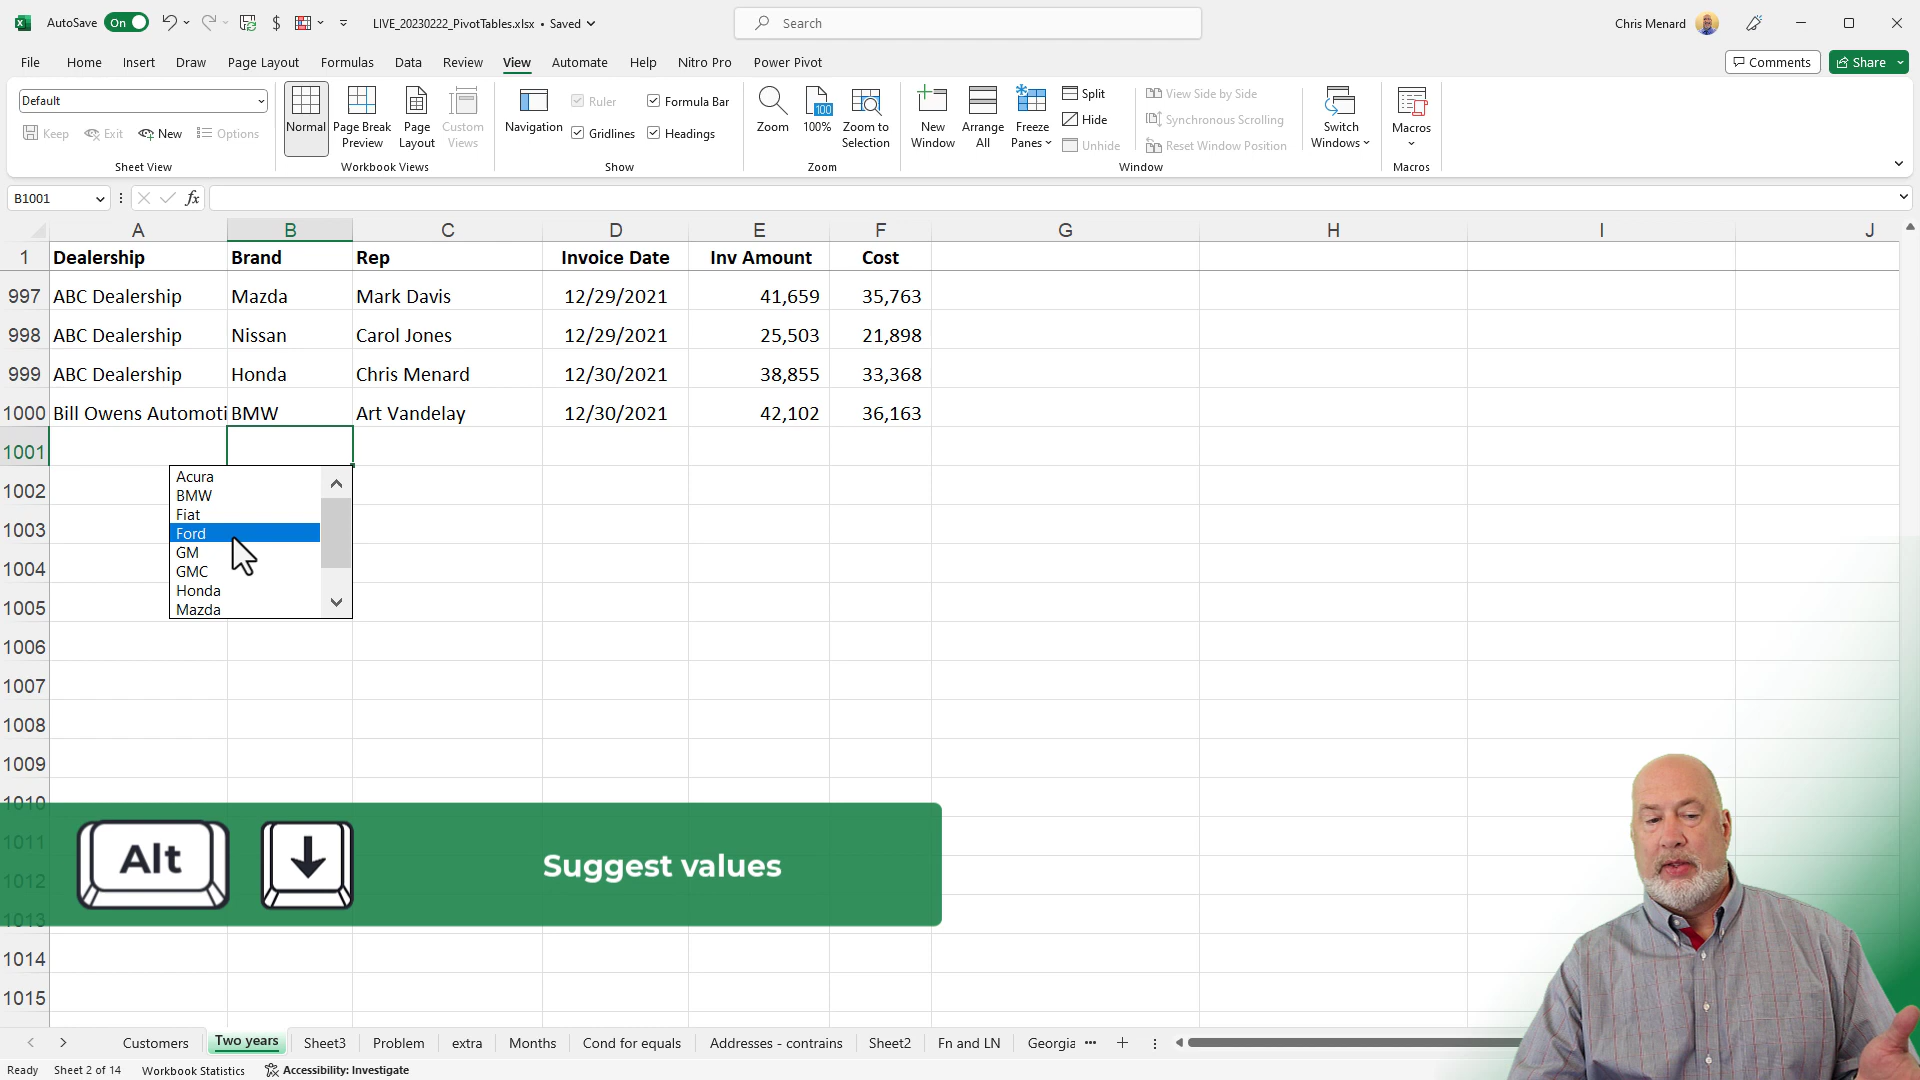 AutoSave On $ LIVE_20230222_PivotTables.xlsx • Saved Search Chris Menard
File Home Insert Draw Page Layout Formulas Data Review View Automate Help Nitro Pro Power Pivot Comments Share
Default
Keep Exit New Options
Sheet View
Normal
Page Break Preview
Page Layout
Custom Views
Workbook Views
Navigation
Ruler Formula Bar
Gridlines Headings
Show
Zoom
100 100%
Zoom to Selection
Zoom
New Window
Arrange All
Freeze Panes
Split
Hide
Unhide
View Side by Side
Synchronous Scrolling
Reset Window Position
Window
Switch Windows
Macros
Macros
B1001 fx
A B C D E F G H I J
1 Dealership Brand Rep Invoice Date Inv Amount Cost
997 ABC Dealership Mazda Mark Davis 12/29/2021 41,659 35,763
998 ABC Dealership Nissan Carol Jones 12/29/2021 25,503 21,898
999 ABC Dealership Honda Chris Menard 12/30/2021 38,855 33,368
1000 Bill Owens Automoti BMW Art Vandelay 12/30/2021 42,102 36,163
1001
Acura
1002
BMW
Fiat
1003
Ford
GM
1004
GMC
Honda
1005
Mazda
1006
1007
1008
1009
1010
1011
1012
1013
Alt ↓ Suggest values
1014
1015
Customers Two years Sheet3 Problem extra Months Cond for equals Addresses - contrains Sheet2 Fn and LN Georgia ...
Ready Sheet 2 of 14 Workbook Statistics Accessibility: Investigate